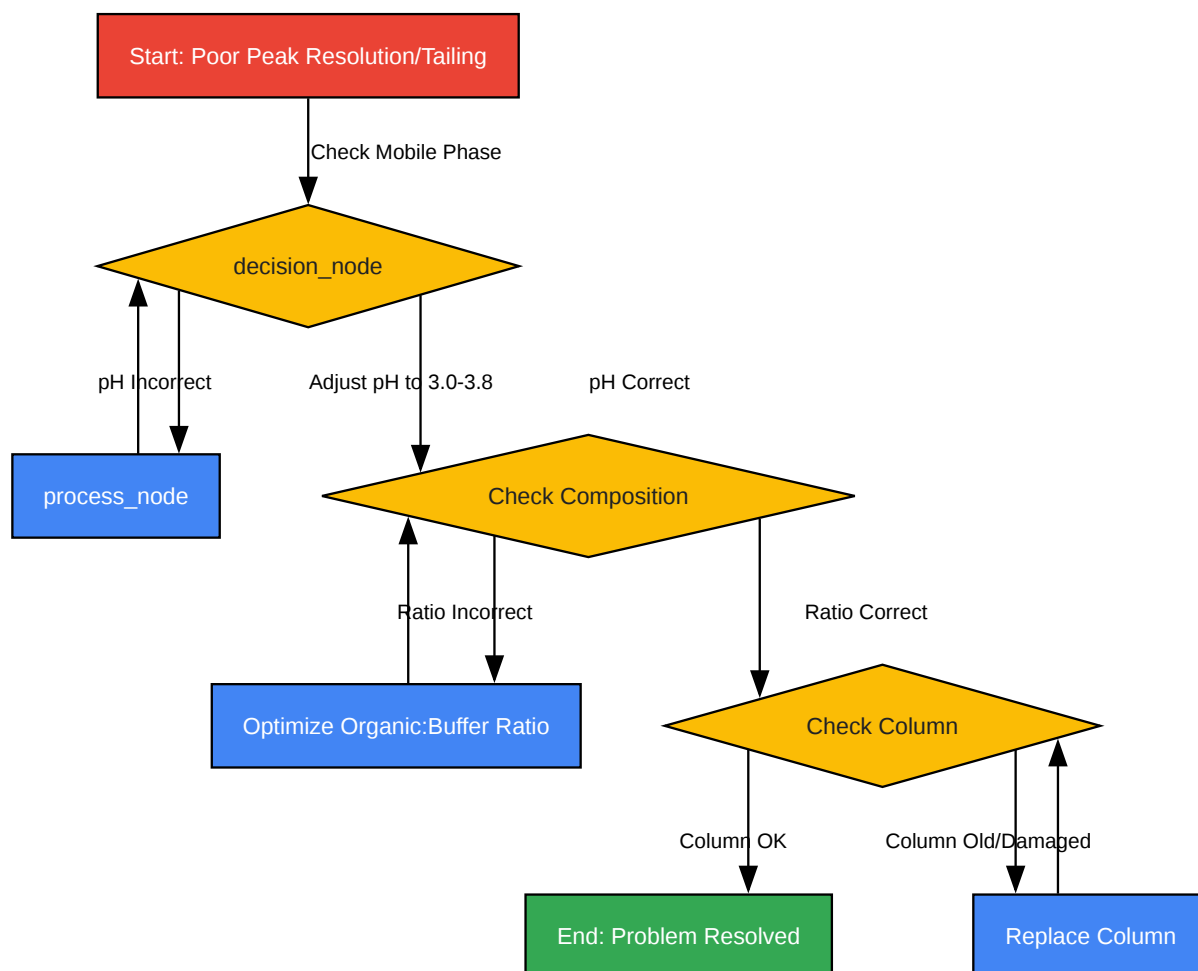 Start: Poor Peak Resolution/Tailing
Check Mobile Phase
decision_node
pH Incorrect
Adjust pH to 3.0-3.8
pH Correct
process_node
Check Composition
Ratio Incorrect
Ratio Correct
Optimize Organic:Buffer Ratio
Check Column
Column OK
Column Old/Damaged
End: Problem Resolved
Replace Column